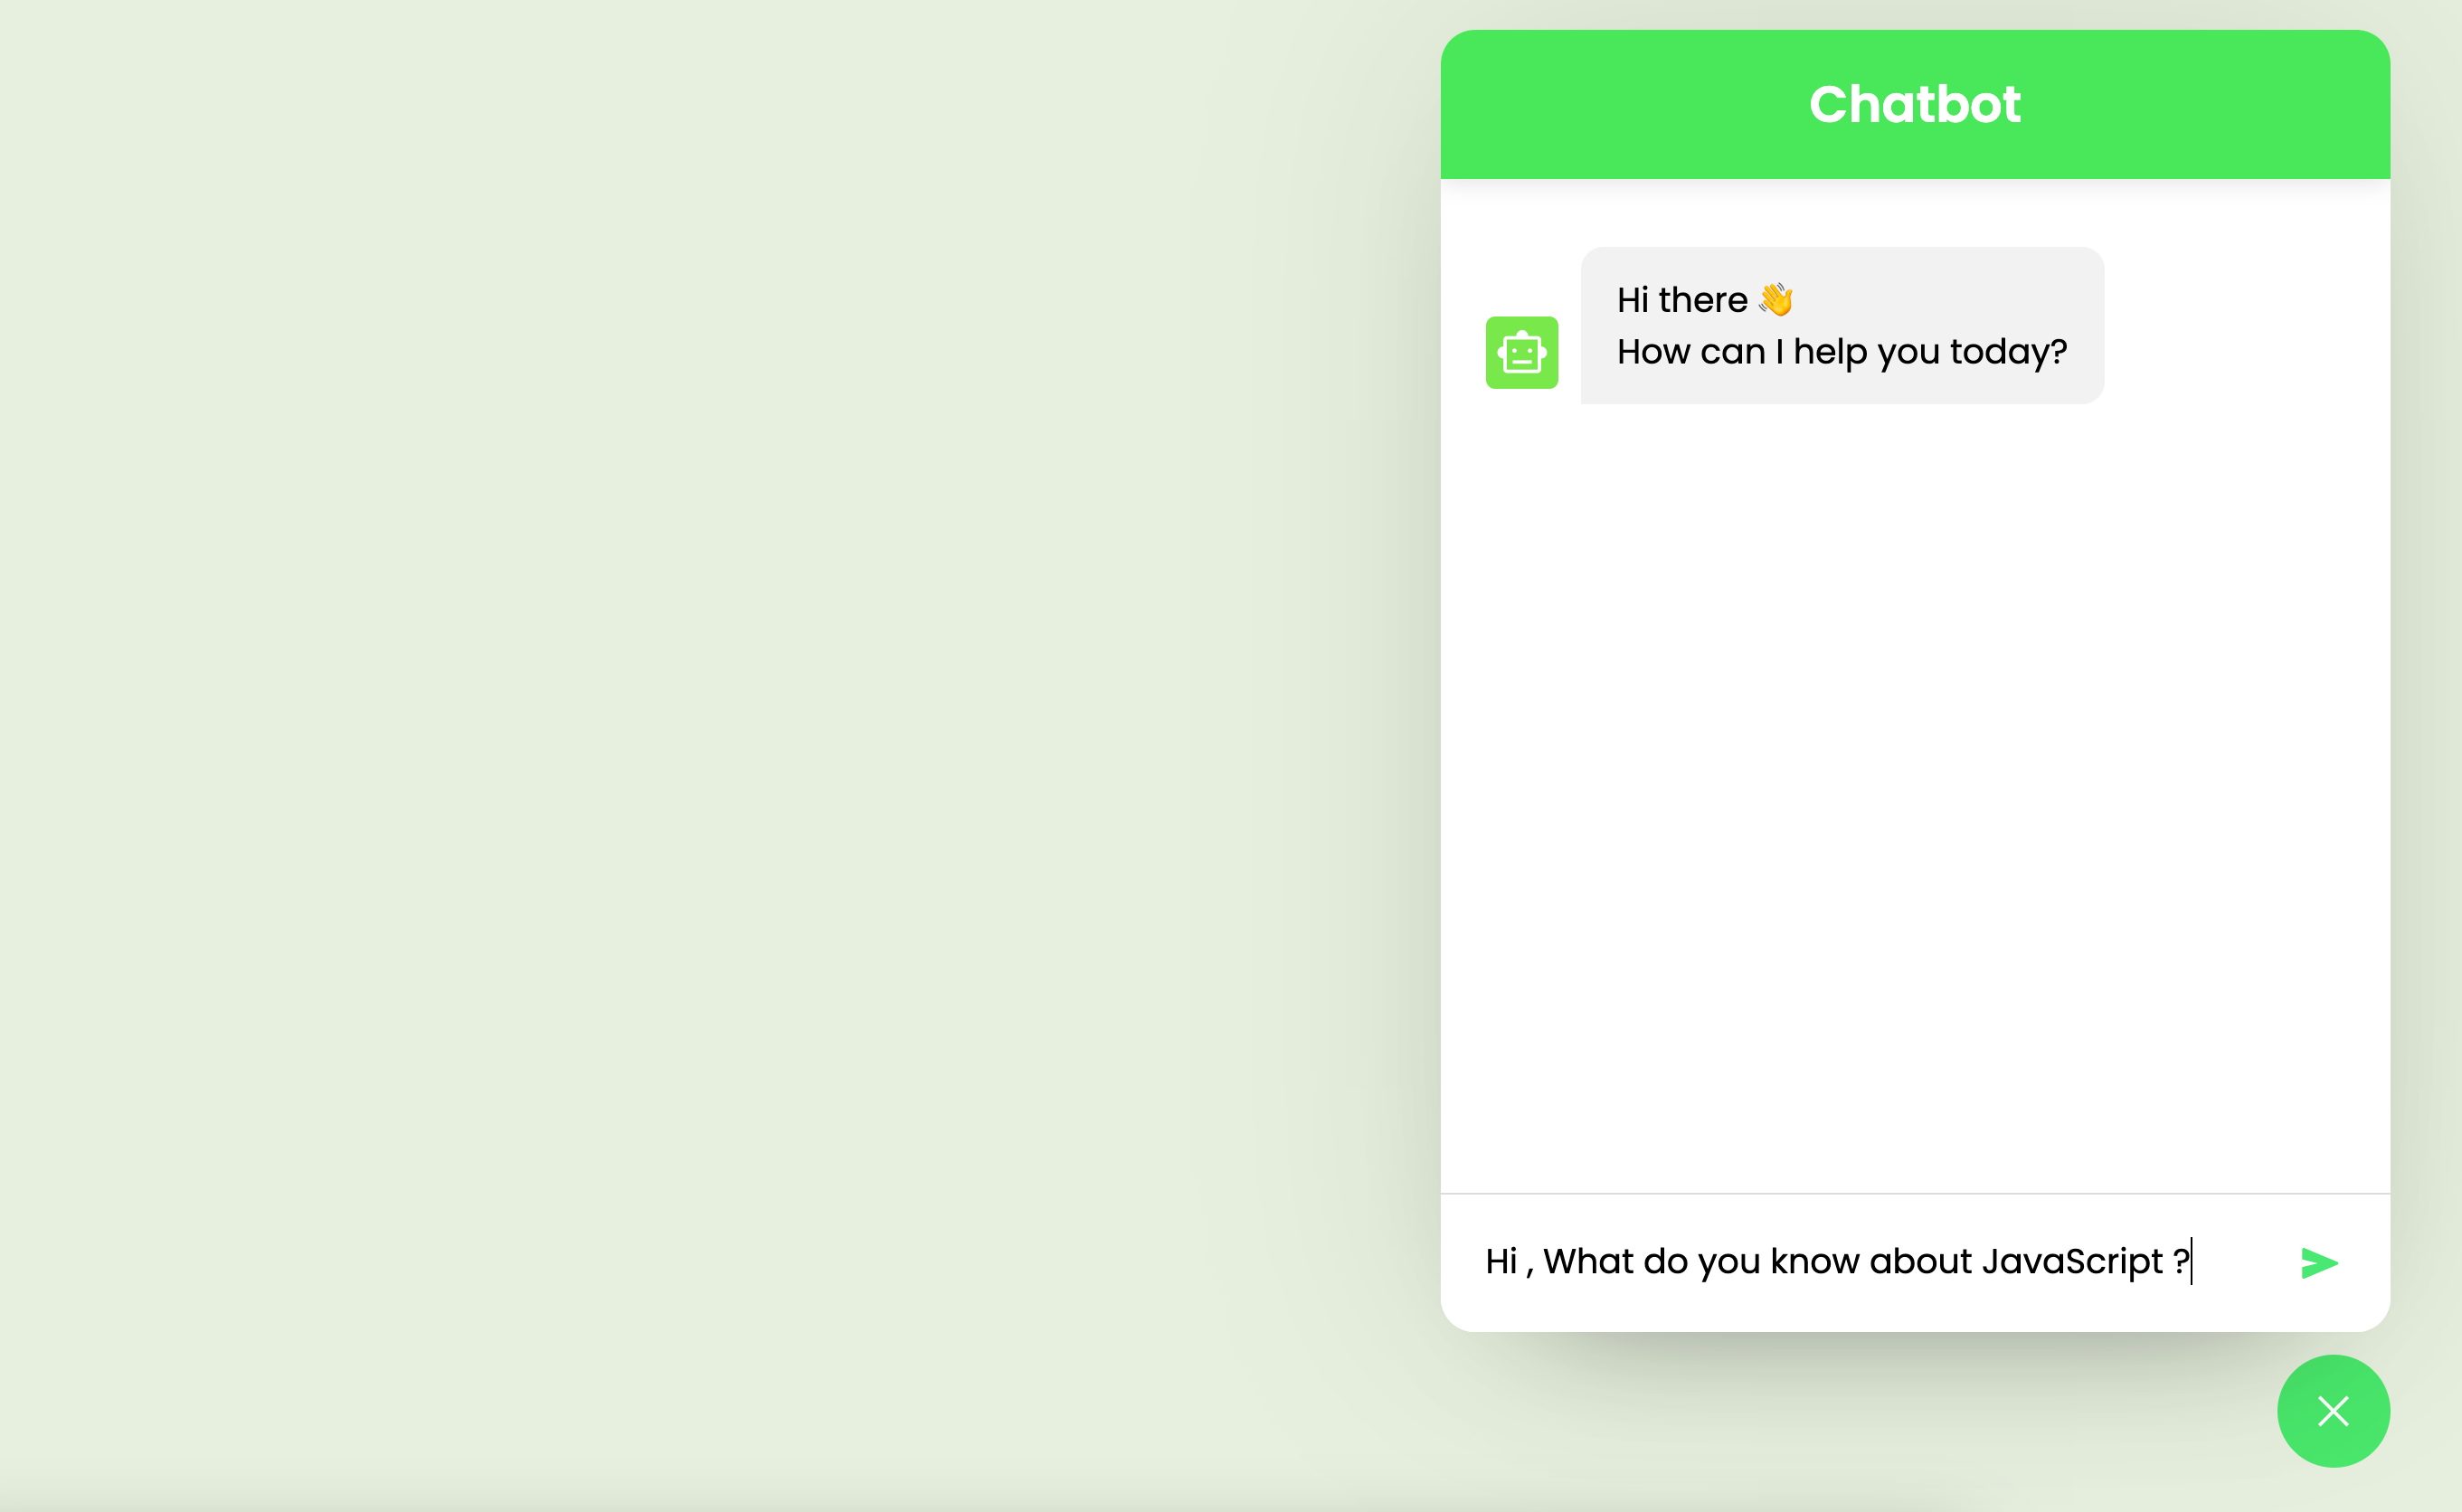 Chatbot
Hi there 👋
How can I help you today?
Hi , What do you know about JavaScript ?